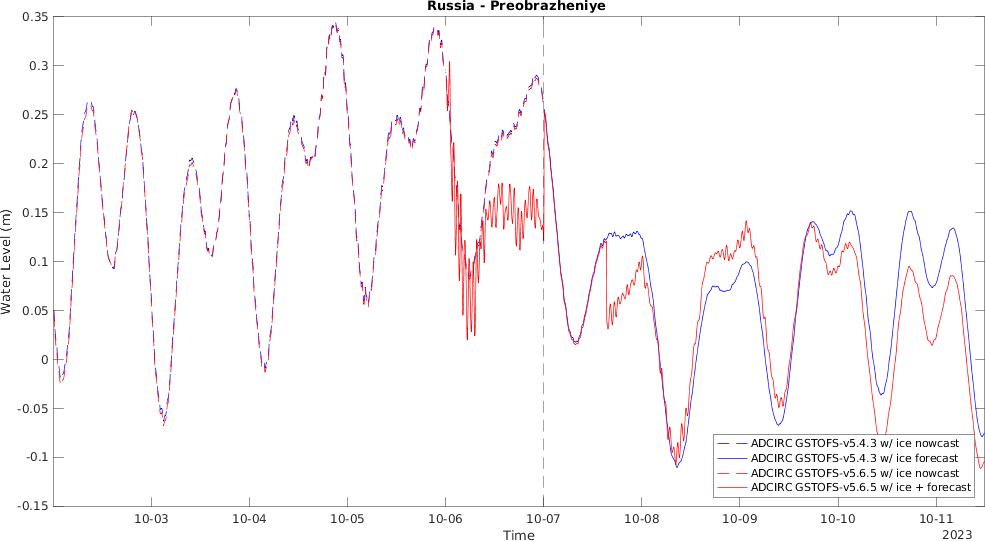 Russia - Preobrazheniye
0.35
0.3
0.25
0.2
0.15
0.1
0.05
0
-0.05
-0.1
-0.15
Water Level (m)
ADCIRC GSTOFS-v5.4.3 w/ ice nowcast
ADCIRC GSTOFS-v5.4.3 w/ ice forecast
ADCIRC GSTOFS-v5.6.5 w/ ice nowcast
ADCIRC GSTOFS-v5.6.5 w/ ice + forecast
10-03 10-04 10-05 10-06 10-07 10-08 10-09 10-10 10-11
Time
2023